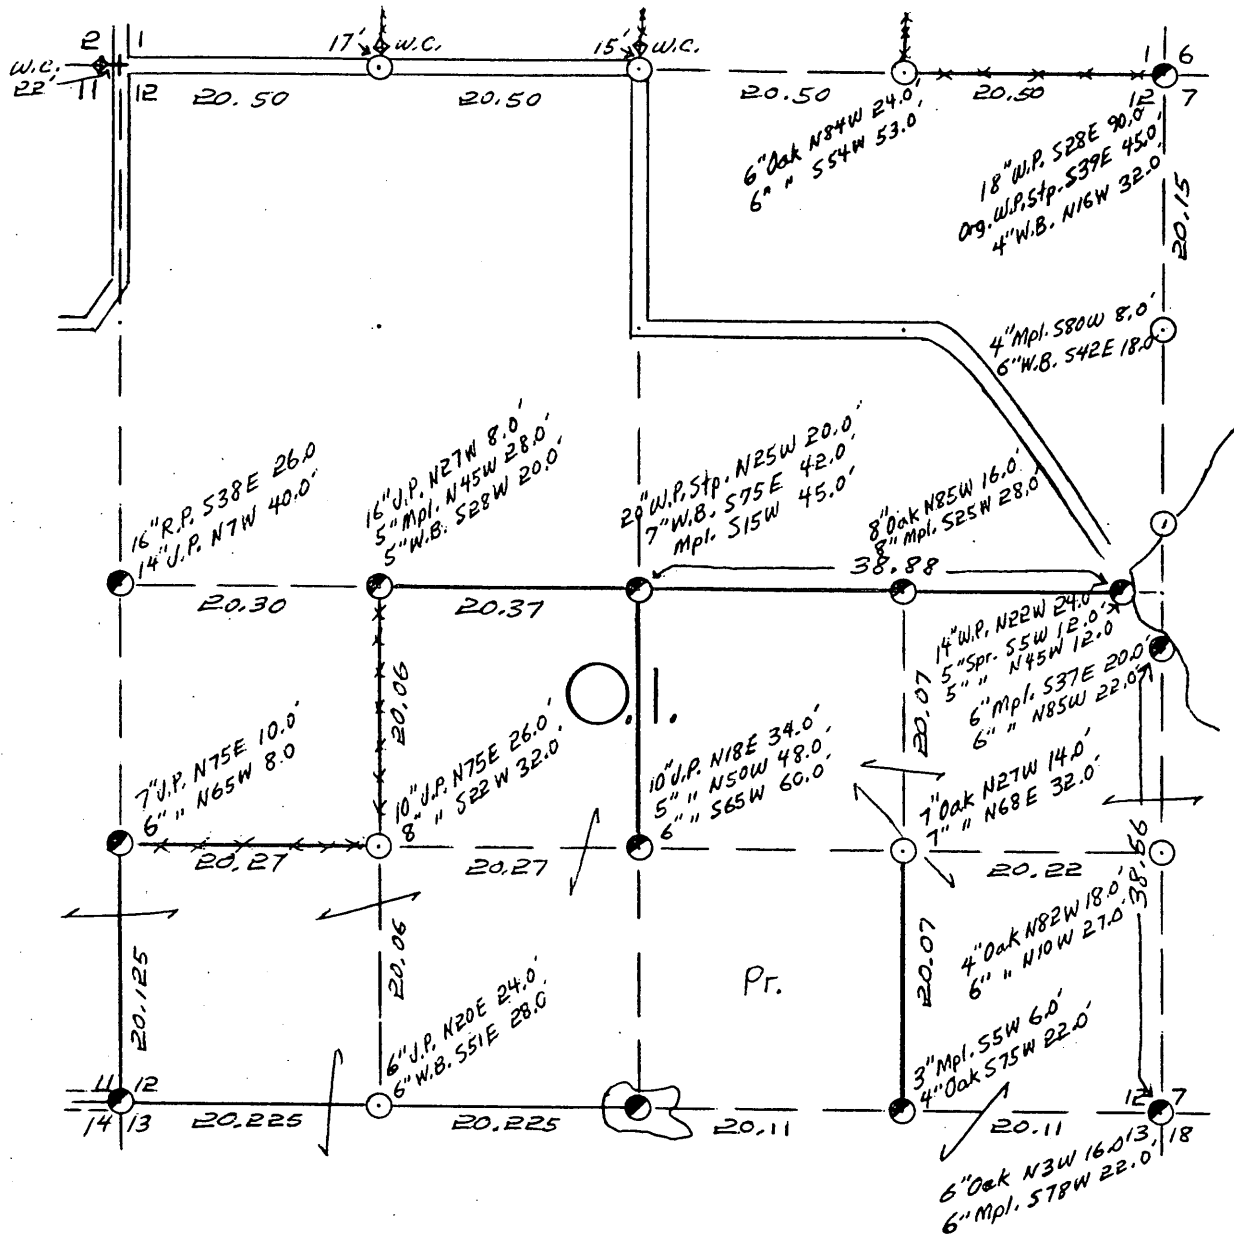 2 1
17' W.C.
15' W.C.
1 6
W.C.
22'
11 12
20.50
20.50
20.50
20.50
12 7
6" Oak N84W 24.0'
6" " S54W 53.0'
18" W.P. S28E 90.0'
Org. W.P. Stp. S39E 45.0'
4" W.B. N16W 32.0'
20.15
4" Mpl. S80W 8.0'
6" W.B. S42E 18.0'
16" R.P. S38E 26.0
14" J.P. N7W 40.0'
16" J.P. N27W 8.0'
5" Mpl. N45W 28.0'
5" W.B. S28W 20.0'
20" W.P. Stp. N25W 20.0'
7" W.B. S75E 42.0'
Mpl. S15W 45.0'
8" Oak N85W 16.0'
8" Mpl. S25W 28.0'
38.88
20.30
20.37
14" W.P. N22W 24.0'
5" Spr. S5W 12.0'
5" " N45W 12.0'
6" Mpl. S37E 20.0'
6" " N85W 22.0'
20.06
O.1.
20.07
7" J.P. N75E 10.0'
6" " N65W 8.0
10" J.P. N75E 26.0'
8" " S22W 32.0'
10" J.P. N18E 34.0'
5" " N50W 48.0'
6" " S65W 60.0'
7" Oak N27W 14.0'
7" " N68E 32.0'
20.27
20.27
20.22
38.56
4" Oak N82W 18.0'
6" " N10W 27.0'
20.125
20.06
Pr.
20.07
6" J.P. N20E 24.0'
6" W.B. S51E 28.0'
3" Mpl. S5W 6.0'
4" Oak S75W 22.0'
11 12
14 13
20.225
20.225
20.11
20.11
12 7
13 18
6" Oak N3W 16.0'
6" Mpl. S78W 22.0'